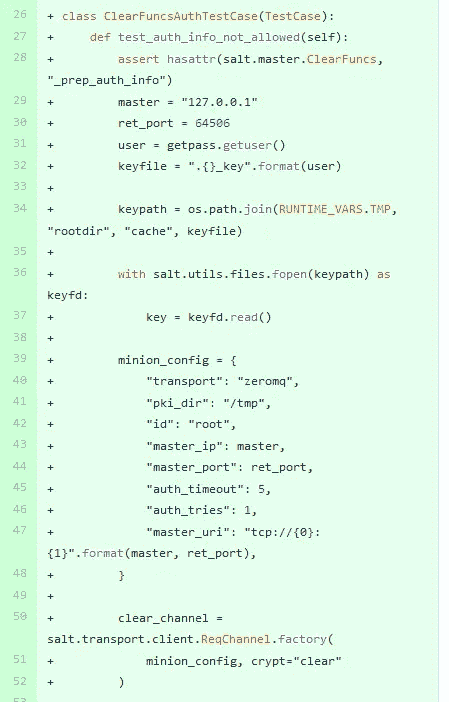 26 + class ClearFuncsAuthTestCase(TestCase):
27 +     def test_auth_info_not_allowed(self):
28 +         assert hasattr(salt.master.ClearFuncs,
"_prep_auth_info")
29 +         master = "127.0.0.1"
30 +         ret_port = 64506
31 +         user = getpass.getuser()
32 +         keyfile = ".{}_key".format(user)
33 +
34 +         keypath = os.path.join(RUNTIME_VARS.TMP,
"rootdir", "cache", keyfile)
35 +
36 +         with salt.utils.files.fopen(keypath) as
keyfd:
37 +             key = keyfd.read()
38 +
39 +         minion_config = {
40 +             "transport": "zeromq",
41 +             "pki_dir": "/tmp",
42 +             "id": "root",
43 +             "master_ip": master,
44 +             "master_port": ret_port,
45 +             "auth_timeout": 5,
46 +             "auth_tries": 1,
47 +             "master_uri": "tcp://{0}:
{1}".format(master, ret_port),
48 +         }
49 +
50 +         clear_channel =
salt.transport.client.ReqChannel.factory(
51 +             minion_config, crypt="clear"
52 +         )